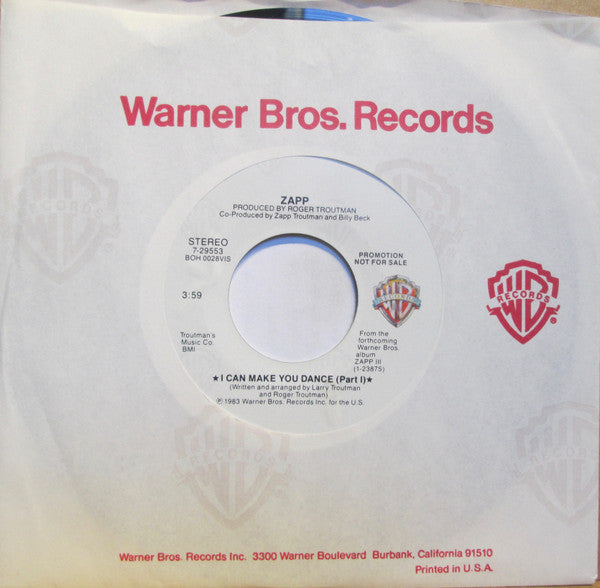 Warner Bros. Records
ZAPP
PRODUCED BY ROGER TROUTMAN
Co-Produced by Zapp Troutman and Billy Beck
STEREO
7-29553
BOH 0028VIS
PROMOTION
NOT FOR SALE
3:59
Troutman's
Music Co.
BMI
From the
forthcoming
Warner Bros.
album
ZAPP III
(1-23875)
★I CAN MAKE YOU DANCE (Part I)★
(Written and arranged by Larry Troutman
and Roger Troutman)
℗1983 Warner Bros. Records Inc. for the U.S.
WB
RECORDS
®
Warner Bros. Records Inc. 3300 Warner Boulevard Burbank, California 91510
Printed in U.S.A.